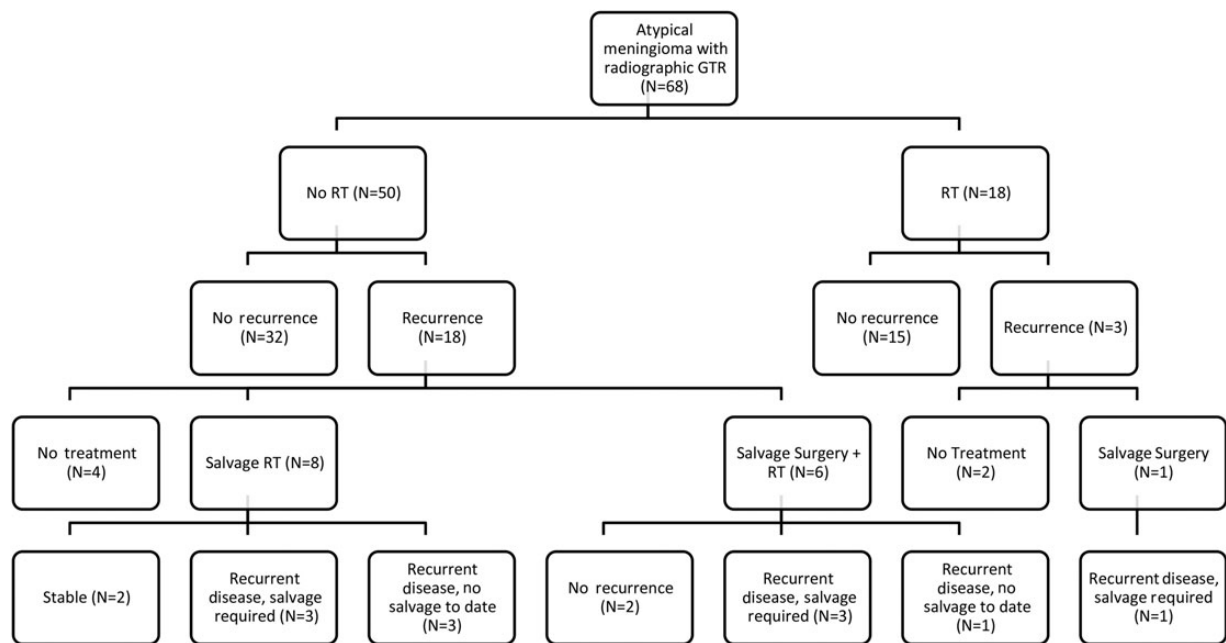 Atypical
meningioma with
radiographic GTR
(N=68)
No RT (N=50)
RT (N=18)
No recurrence
(N=32)
Recurrence
(N=18)
No recurrence
(N=15)
Recurrence (N=3)
No treatment
(N=4)
Salvage RT (N=8)
Salvage Surgery +
RT (N=6)
No Treatment
(N=2)
Salvage Surgery
(N=1)
Stable (N=2)
Recurrent
disease, salvage
required (N=3)
Recurrent
disease, no
salvage to date
(N=3)
No recurrence
(N=2)
Recurrent
disease, salvage
required (N=3)
Recurrent
disease, no
salvage to date
(N=1)
Recurrent disease,
salvage required
(N=1)